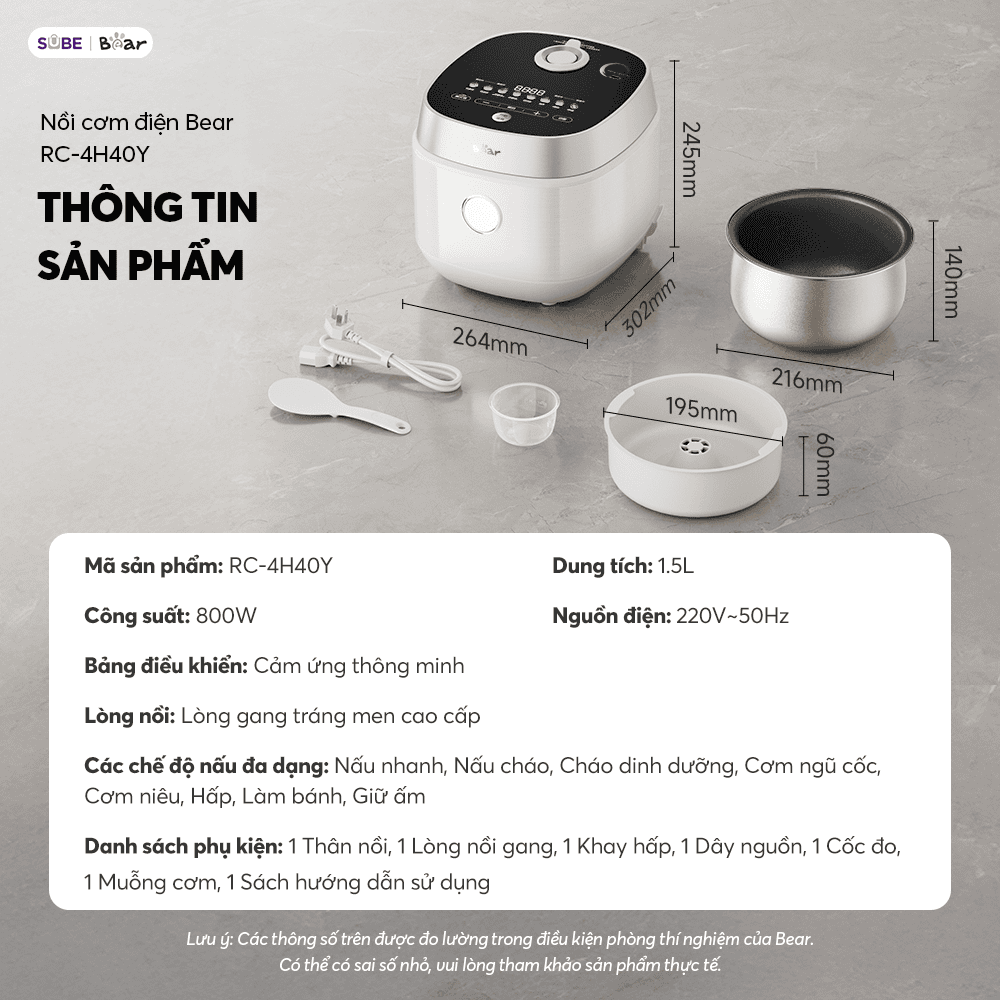 SUBE | Bear
Nồi cơm điện Bear
RC-4H40Y
THÔNG TIN
SẢN PHẨM
Bear
245mm
302mm
264mm
140mm
216mm
195mm
60mm
Mã sản phẩm: RC-4H40Y
Dung tích: 1.5L
Công suất: 800W
Nguồn điện: 220V~50Hz
Bảng điều khiển: Cảm ứng thông minh
Lòng nồi: Lòng gang tráng men cao cấp
Các chế độ nấu đa dạng: Nấu nhanh, Nấu cháo, Cháo dinh dưỡng, Cơm ngũ cốc,
Cơm niêu, Hấp, Làm bánh, Giữ ấm
Danh sách phụ kiện: 1 Thân nồi, 1 Lòng nồi gang, 1 Khay hấp, 1 Dây nguồn, 1 Cốc đo,
1 Muỗng cơm, 1 Sách hướng dẫn sử dụng
Lưu ý: Các thông số trên được đo lường trong điều kiện phòng thí nghiệm của Bear.
Có thể có sai số nhỏ, vui lòng tham khảo sản phẩm thực tế.